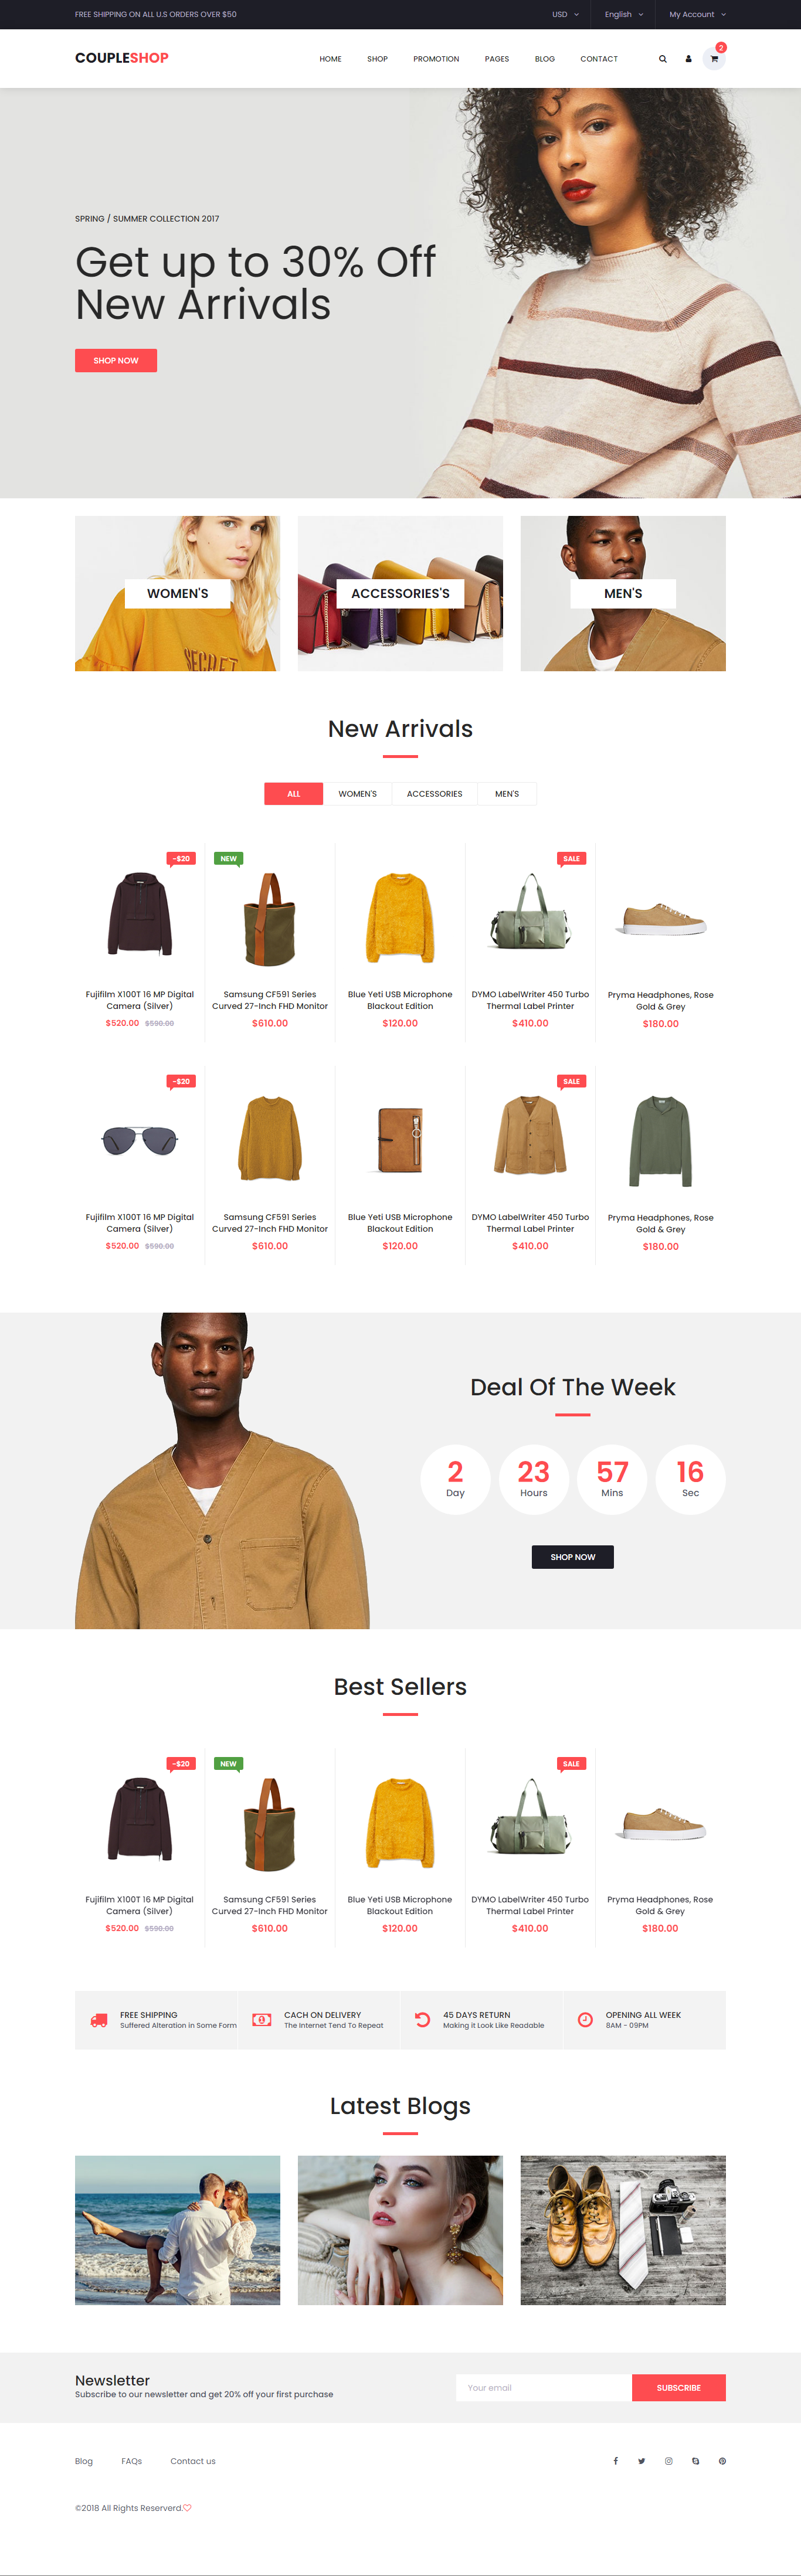 FREE SHIPPING ON ALL U.S ORDERS OVER $50
USD
English
My Account
COUPLESHOP
HOME
SHOP
PROMOTION
PAGES
BLOG
CONTACT
2
SPRING / SUMMER COLLECTION 2017
Get up to 30% Off
New Arrivals
SHOP NOW
WOMEN'S
ACCESSORIES'S
MEN'S
SECRET
New Arrivals
ALL
WOMEN'S
ACCESSORIES
MEN'S
-$20
NEW
SALE
Fujifilm X100T 16 MP Digital
Camera (Silver)
$520.00 $590.00
Samsung CF591 Series
Curved 27-Inch FHD Monitor
$610.00
Blue Yeti USB Microphone
Blackout Edition
$120.00
DYMO LabelWriter 450 Turbo
Thermal Label Printer
$410.00
Pryma Headphones, Rose
Gold & Grey
$180.00
-$20
SALE
Fujifilm X100T 16 MP Digital
Camera (Silver)
$520.00 $590.00
Samsung CF591 Series
Curved 27-Inch FHD Monitor
$610.00
Blue Yeti USB Microphone
Blackout Edition
$120.00
DYMO LabelWriter 450 Turbo
Thermal Label Printer
$410.00
Pryma Headphones, Rose
Gold & Grey
$180.00
Deal Of The Week
2
Day
23
Hours
57
Mins
16
Sec
SHOP NOW
Best Sellers
-$20
NEW
SALE
Fujifilm X100T 16 MP Digital
Camera (Silver)
$520.00 $590.00
Samsung CF591 Series
Curved 27-Inch FHD Monitor
$610.00
Blue Yeti USB Microphone
Blackout Edition
$120.00
DYMO LabelWriter 450 Turbo
Thermal Label Printer
$410.00
Pryma Headphones, Rose
Gold & Grey
$180.00
FREE SHIPPING
Suffered Alteration in Some Form
CACH ON DELIVERY
The Internet Tend To Repeat
45 DAYS RETURN
Making it Look Like Readable
OPENING ALL WEEK
8AM - 09PM
Latest Blogs
Newsletter
Subscribe to our newsletter and get 20% off your first purchase
Your email
SUBSCRIBE
Blog
FAQs
Contact us
©2018 All Rights Reserverd.